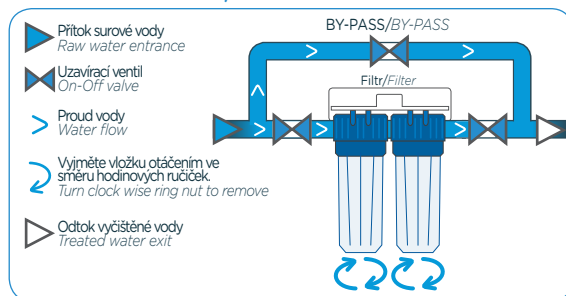 Přítok surové vody
Raw water entrance
Uzavírací ventil
On-Off valve
Proud vody
Water flow
Vyjměte vložku otáčením ve
směru hodinových ručiček.
Turn clock wise ring nut to remove
Odtok vyčištěné vody
Treated water exit
BY-PASS/BY-PASS
Filtr/Filter